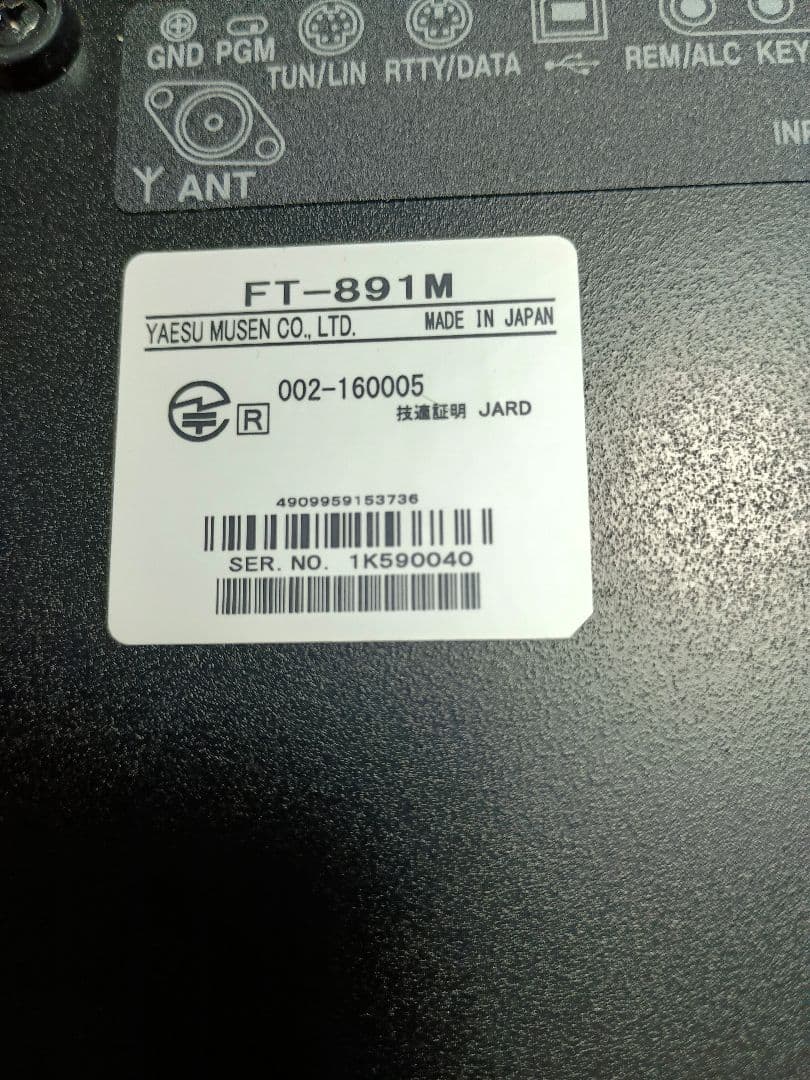 GND PGM
TUN/LIN RTTY/DATA REM/ALC KEY
ANT
FT-891M
YAESU MUSEN CO., LTD. MADE IN JAPAN
R 002-160005
技適証明 JARD
4909959153736
SER. NO. 1K590040